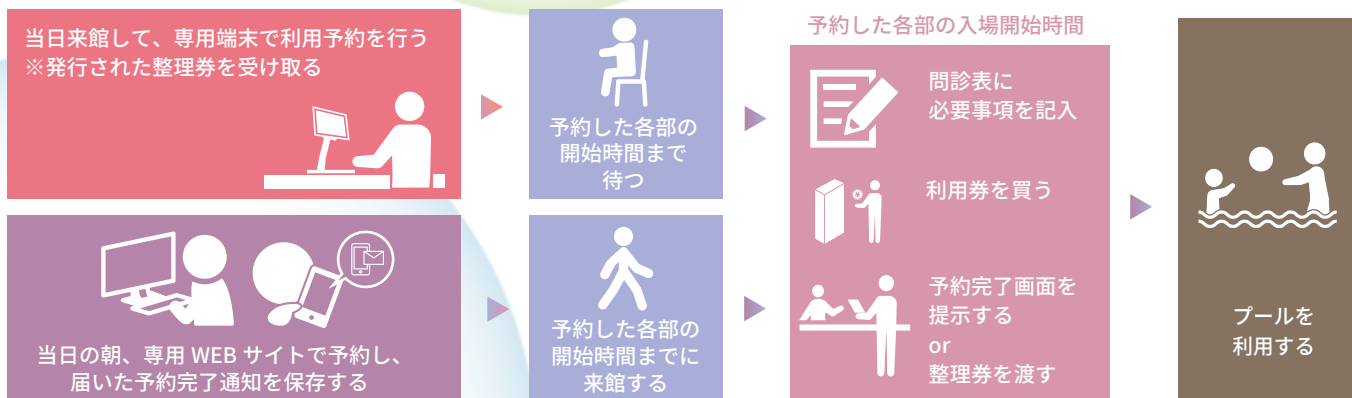 当日来館して、専用端末で利用予約を行う
※発行された整理券を受け取る
予約した各部の
開始時間まで
待つ
当日の朝、専用 WEB サイトで予約し、
届いた予約完了通知を保存する
予約した各部の
開始時間までに
来館する
予約した各部の入場開始時間
問診表に
必要事項を記入
利用券を買う
予約完了画面を
提示する
or
整理券を渡す
プールを
利用する